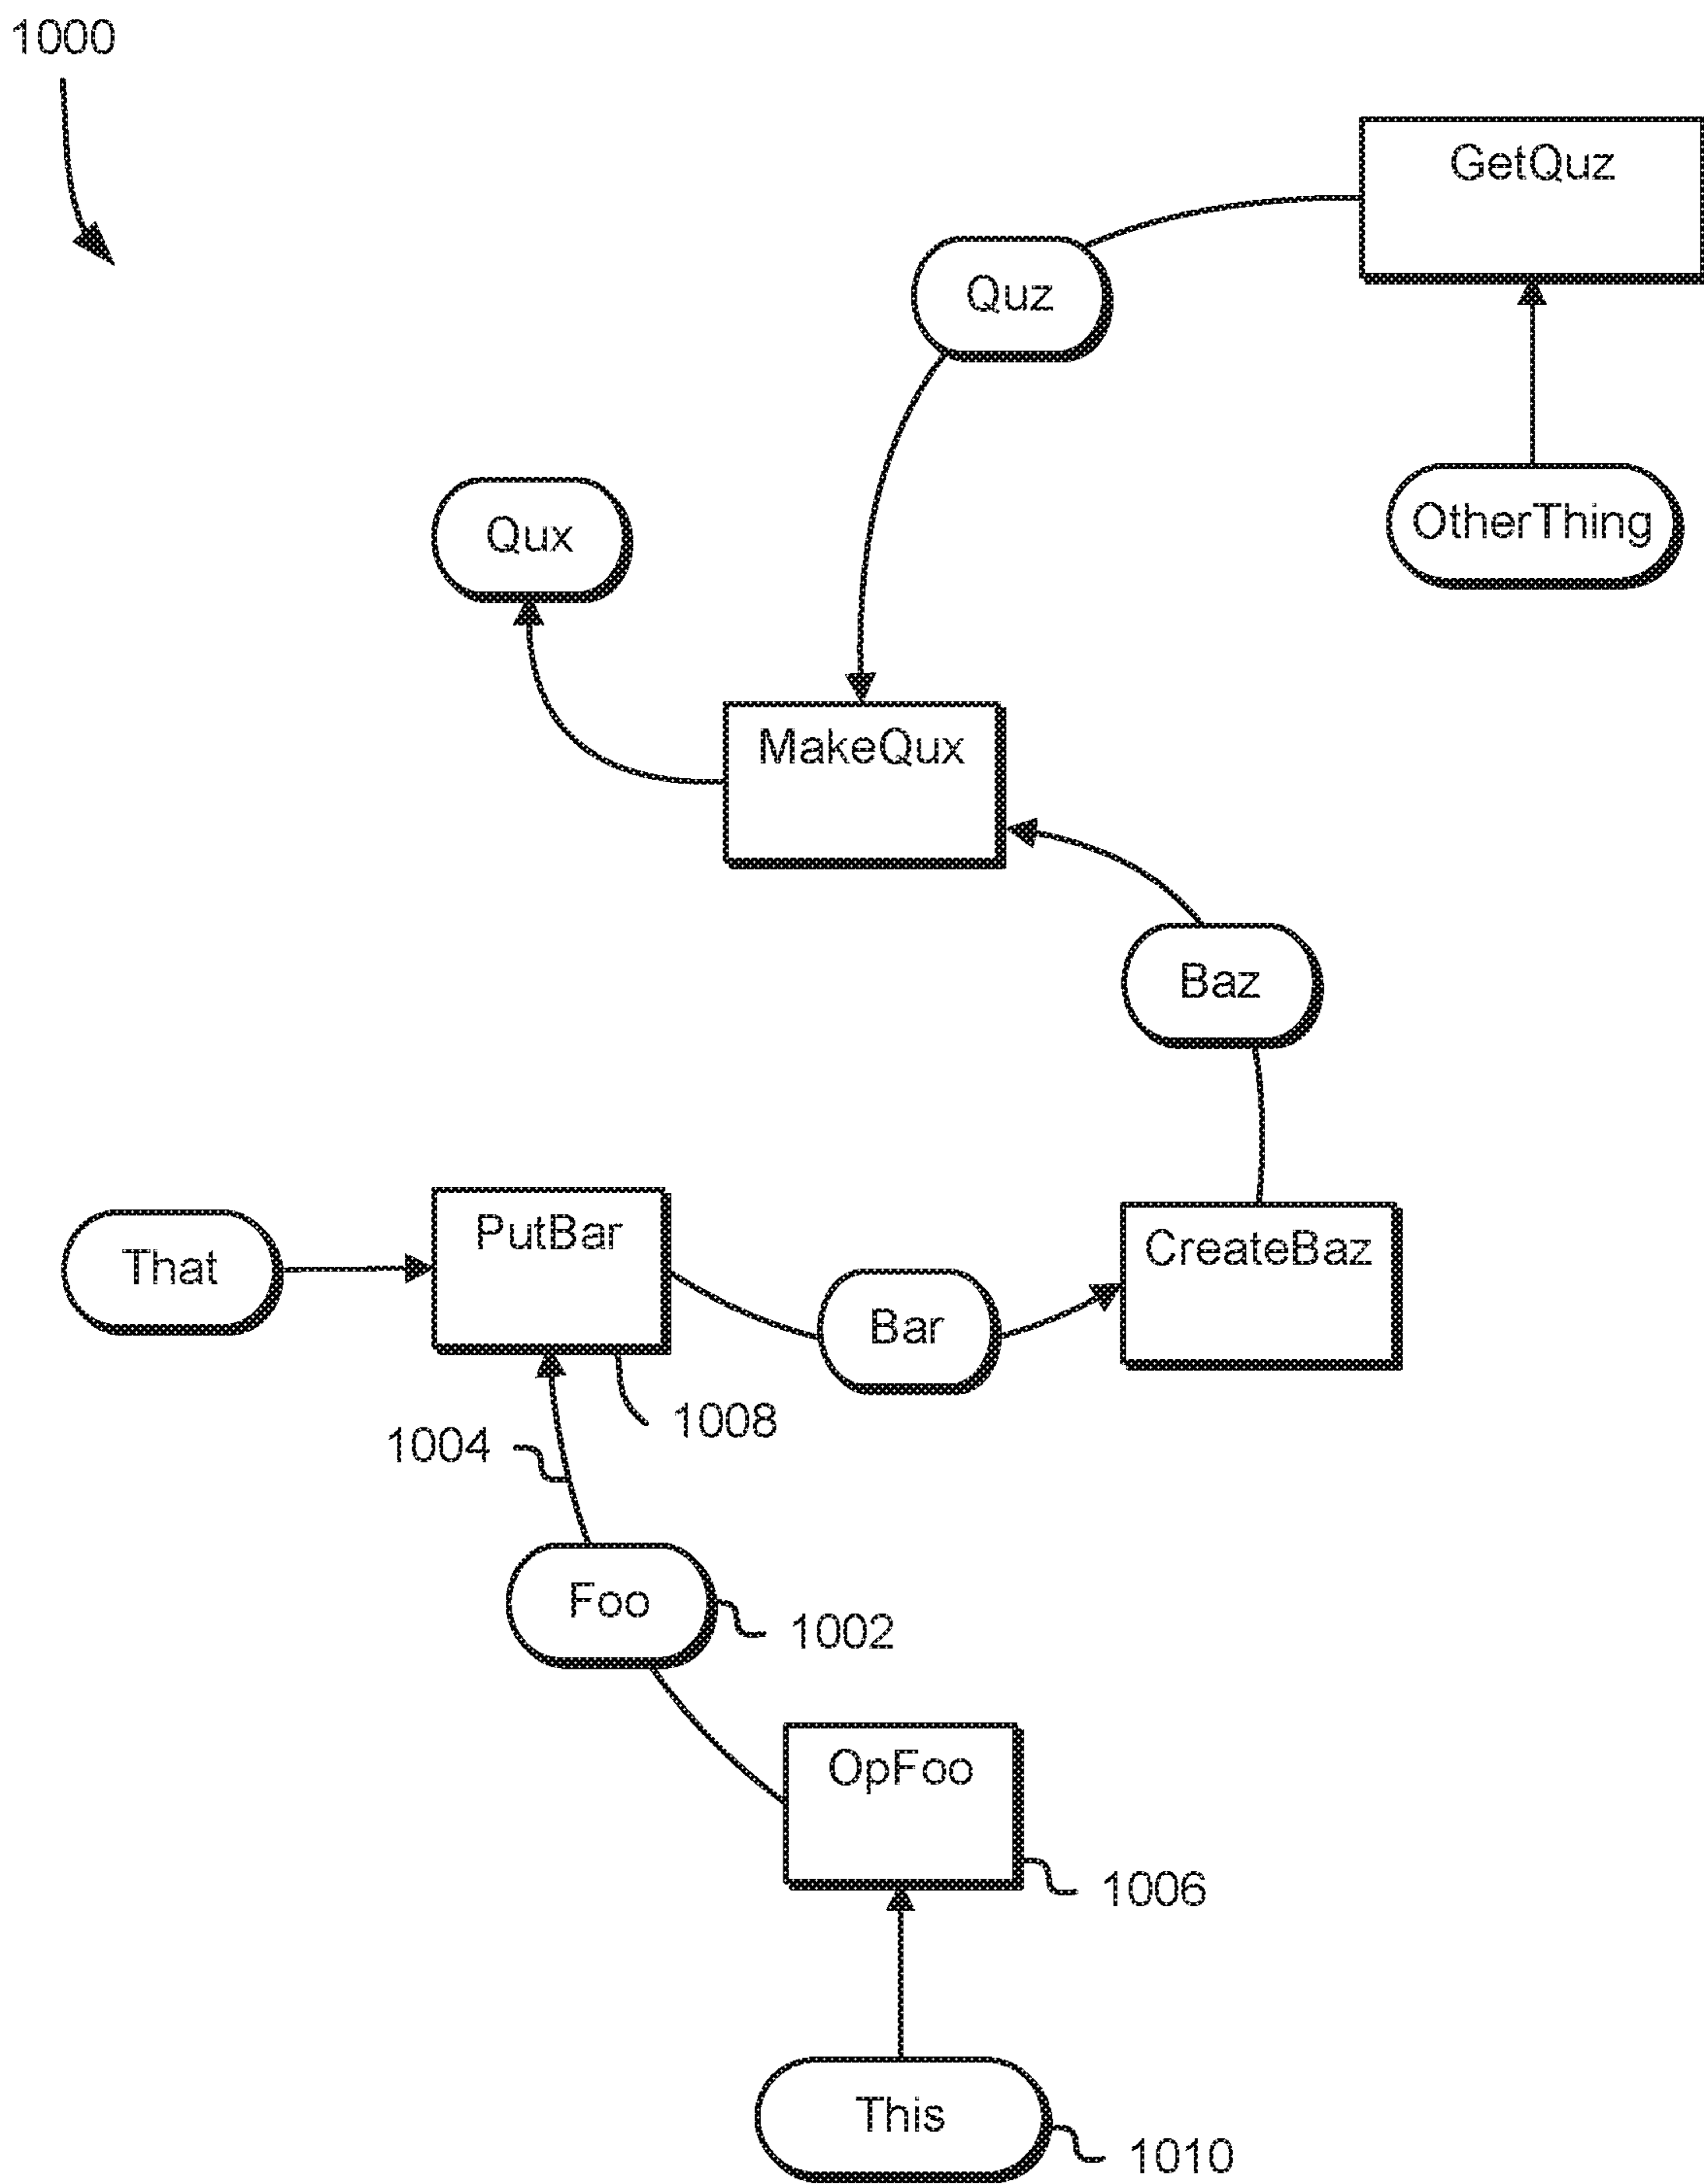 1000
GetQuz
Quz
OtherThing
Qux
MakeQux
Baz
PutBar
CreateBaz
That
Bar
1008
1004
Foo
1002
OpFoo
1006
This
1010